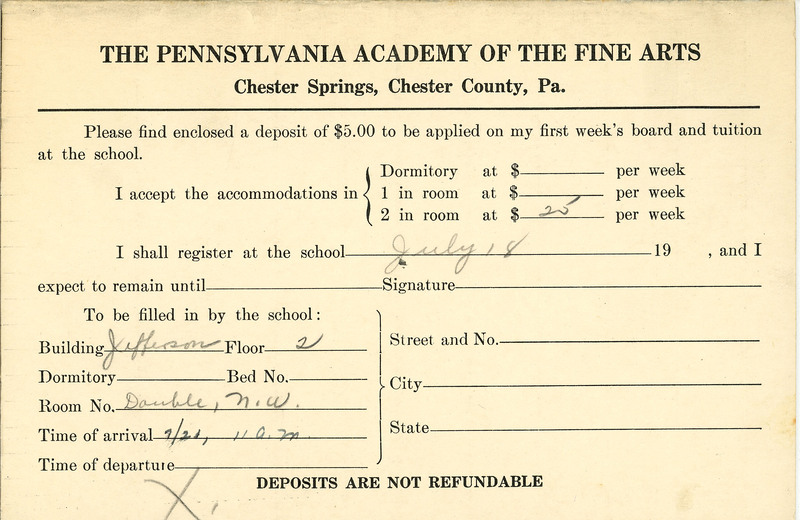 THE PENNSYLVANIA ACADEMY OF THE FINE ARTS
Chester Springs, Chester County, Pa.
Please find enclosed a deposit of $5.00 to be applied on my first week's board and tuition
at the school.
I accept the accommodations in
Dormitory at $ per week
1 in room at $ per week
2 in room at $ 25 per week
I shall register at the school July 18 19 , and I
expect to remain until Signature
To be filled in by the school:
Building Jefferson Floor 2
Dormitory Bed No.
Room No. Double, N.W.
Time of arrival 7/21, 11 a.m.
Time of departure
Street and No.
City
State
DEPOSITS ARE NOT REFUNDABLE